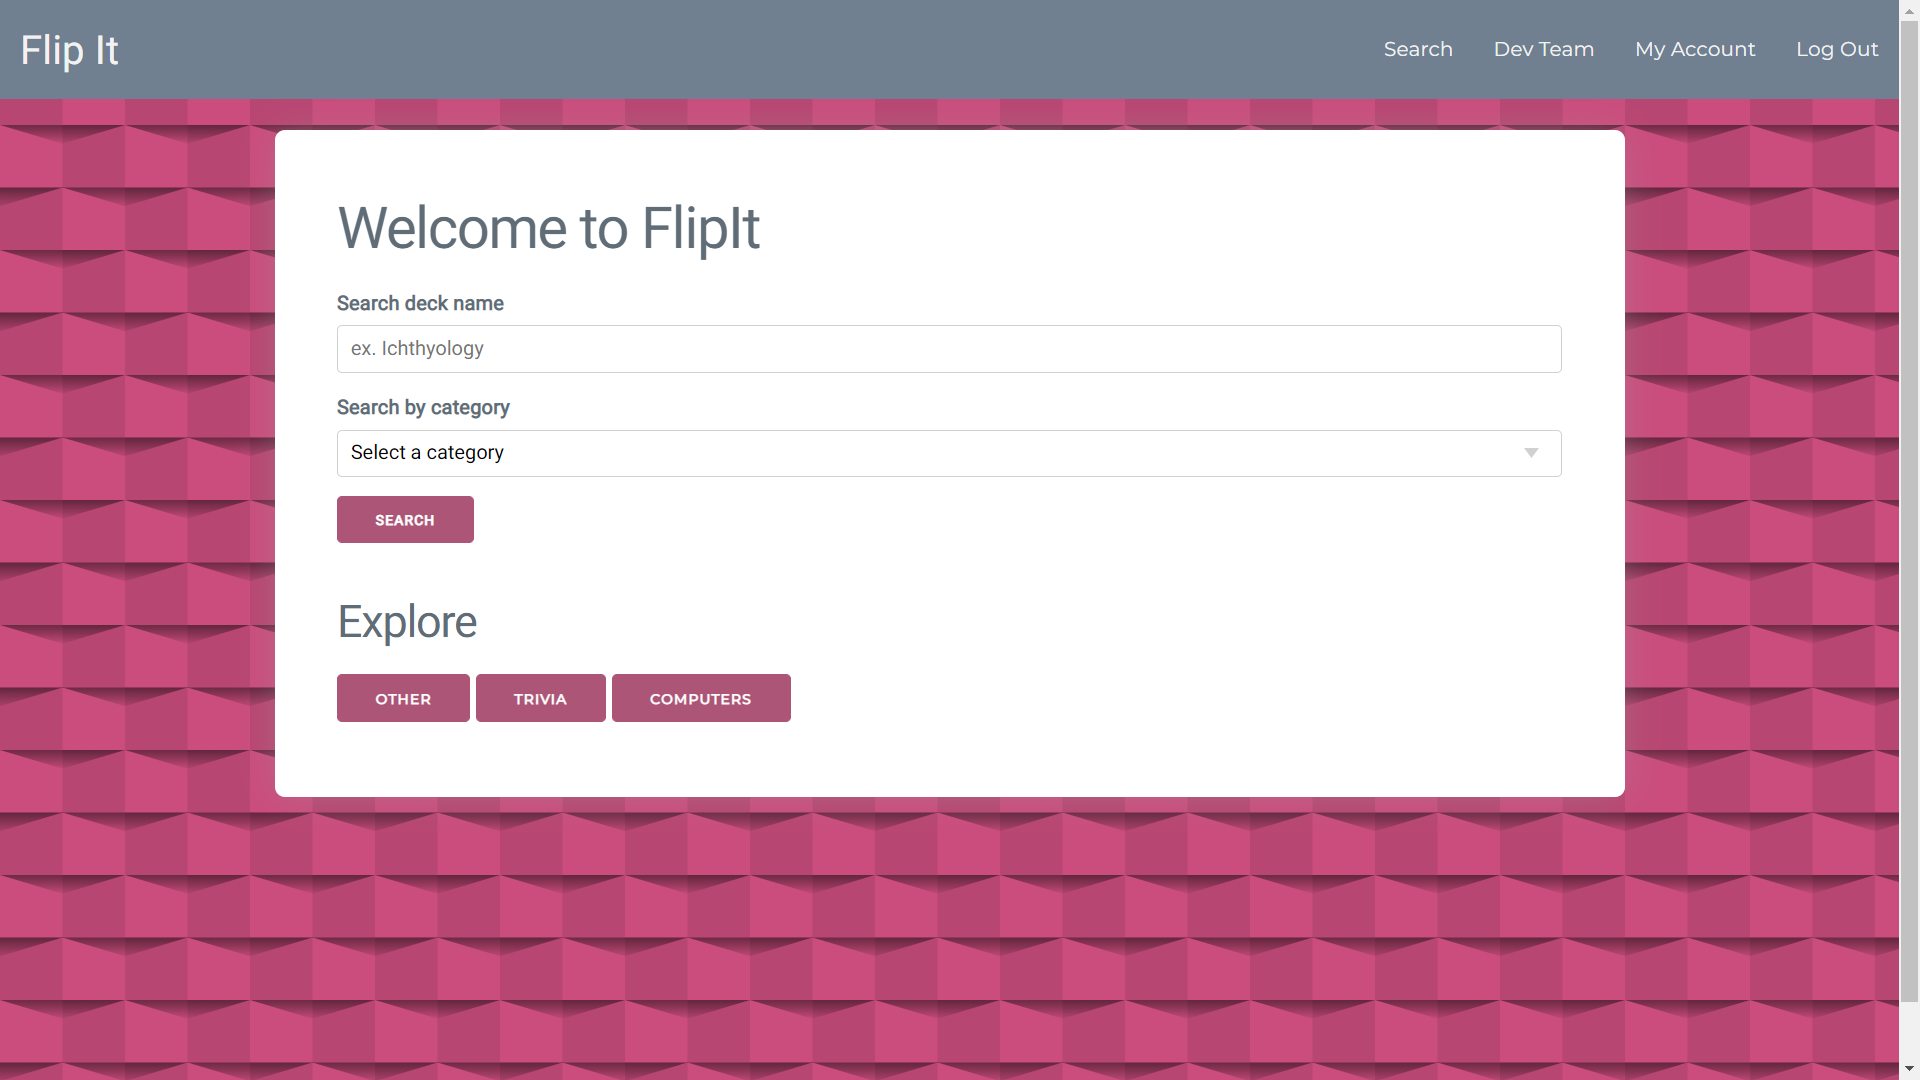 Flip It
Search Dev Team My Account Log Out
Welcome to FlipIt
Search deck name
ex. Ichthyology
Search by category
Select a category
SEARCH
Explore
OTHER TRIVIA COMPUTERS